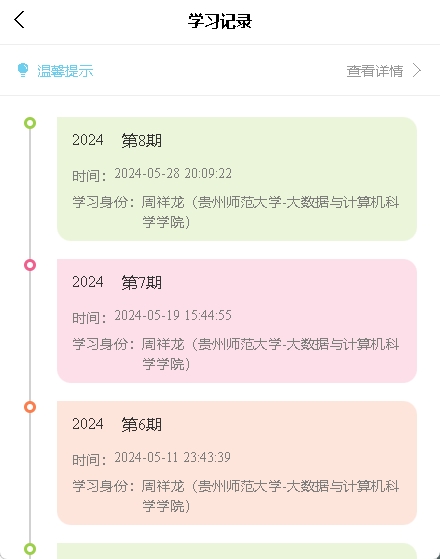 学习记录
温馨提示 查看详情
2024 第8期
时间：2024-05-28 20:09:22
学习身份：周祥龙（贵州师范大学-大数据与计算机科
学学院）
2024 第7期
时间：2024-05-19 15:44:55
学习身份：周祥龙（贵州师范大学-大数据与计算机科
学学院）
2024 第6期
时间：2024-05-11 23:43:39
学习身份：周祥龙（贵州师范大学-大数据与计算机科
学学院）